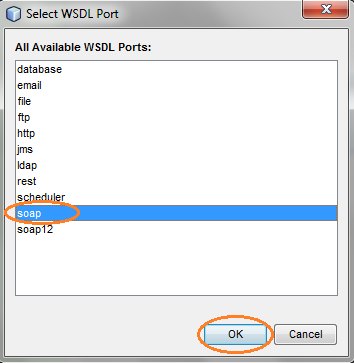 Select WSDL Port
All Available WSDL Ports:
database
email
file
ftp
http
jms
ldap
rest
scheduler
soap
soap12
OK
Cancel